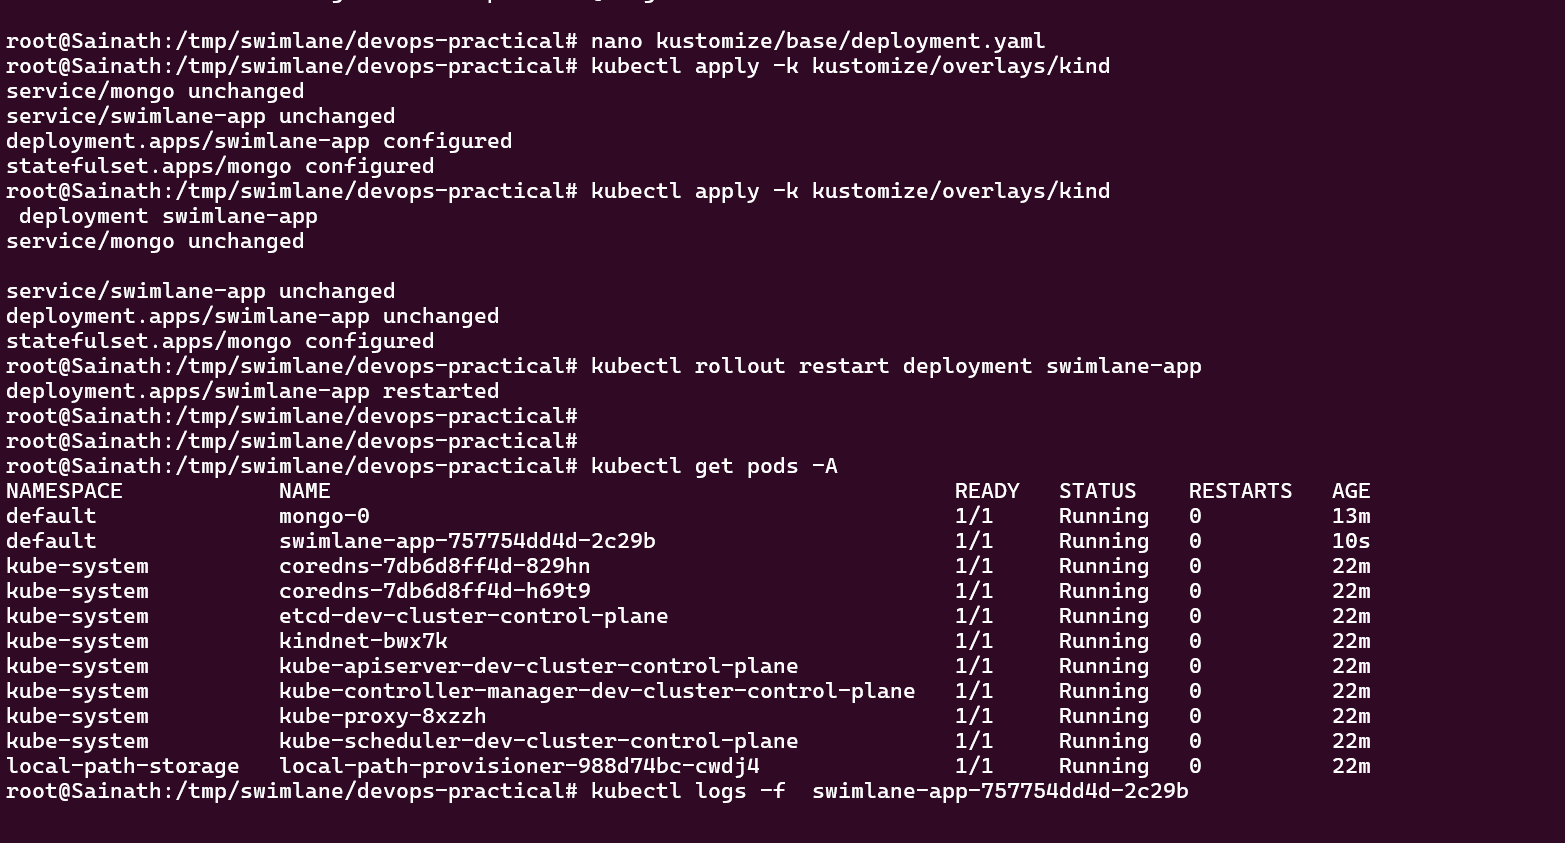 root@Sainath:/tmp/swimlane/devops-practical# nano kustomize/base/deployment.yaml
root@Sainath:/tmp/swimlane/devops-practical# kubectl apply -k kustomize/overlays/kind
service/mongo unchanged
service/swimlane-app unchanged
deployment.apps/swimlane-app configured
statefulset.apps/mongo configured
root@Sainath:/tmp/swimlane/devops-practical# kubectl apply -k kustomize/overlays/kind
 deployment swimlane-app
service/mongo unchanged

service/swimlane-app unchanged
deployment.apps/swimlane-app unchanged
statefulset.apps/mongo configured
root@Sainath:/tmp/swimlane/devops-practical# kubectl rollout restart deployment swimlane-app
deployment.apps/swimlane-app restarted
root@Sainath:/tmp/swimlane/devops-practical#
root@Sainath:/tmp/swimlane/devops-practical#
root@Sainath:/tmp/swimlane/devops-practical# kubectl get pods -A
NAMESPACE            NAME                                                READY   STATUS    RESTARTS   AGE
default              mongo-0                                             1/1     Running   0          13m
default              swimlane-app-757754dd4d-2c29b                       1/1     Running   0          10s
kube-system          coredns-7db6d8ff4d-829hn                            1/1     Running   0          22m
kube-system          coredns-7db6d8ff4d-h69t9                            1/1     Running   0          22m
kube-system          etcd-dev-cluster-control-plane                      1/1     Running   0          22m
kube-system          kindnet-bwx7k                                       1/1     Running   0          22m
kube-system          kube-apiserver-dev-cluster-control-plane            1/1     Running   0          22m
kube-system          kube-controller-manager-dev-cluster-control-plane   1/1     Running   0          22m
kube-system          kube-proxy-8xzzh                                    1/1     Running   0          22m
kube-system          kube-scheduler-dev-cluster-control-plane            1/1     Running   0          22m
local-path-storage   local-path-provisioner-988d74bc-cwdj4               1/1     Running   0          22m
root@Sainath:/tmp/swimlane/devops-practical# kubectl logs -f  swimlane-app-757754dd4d-2c29b